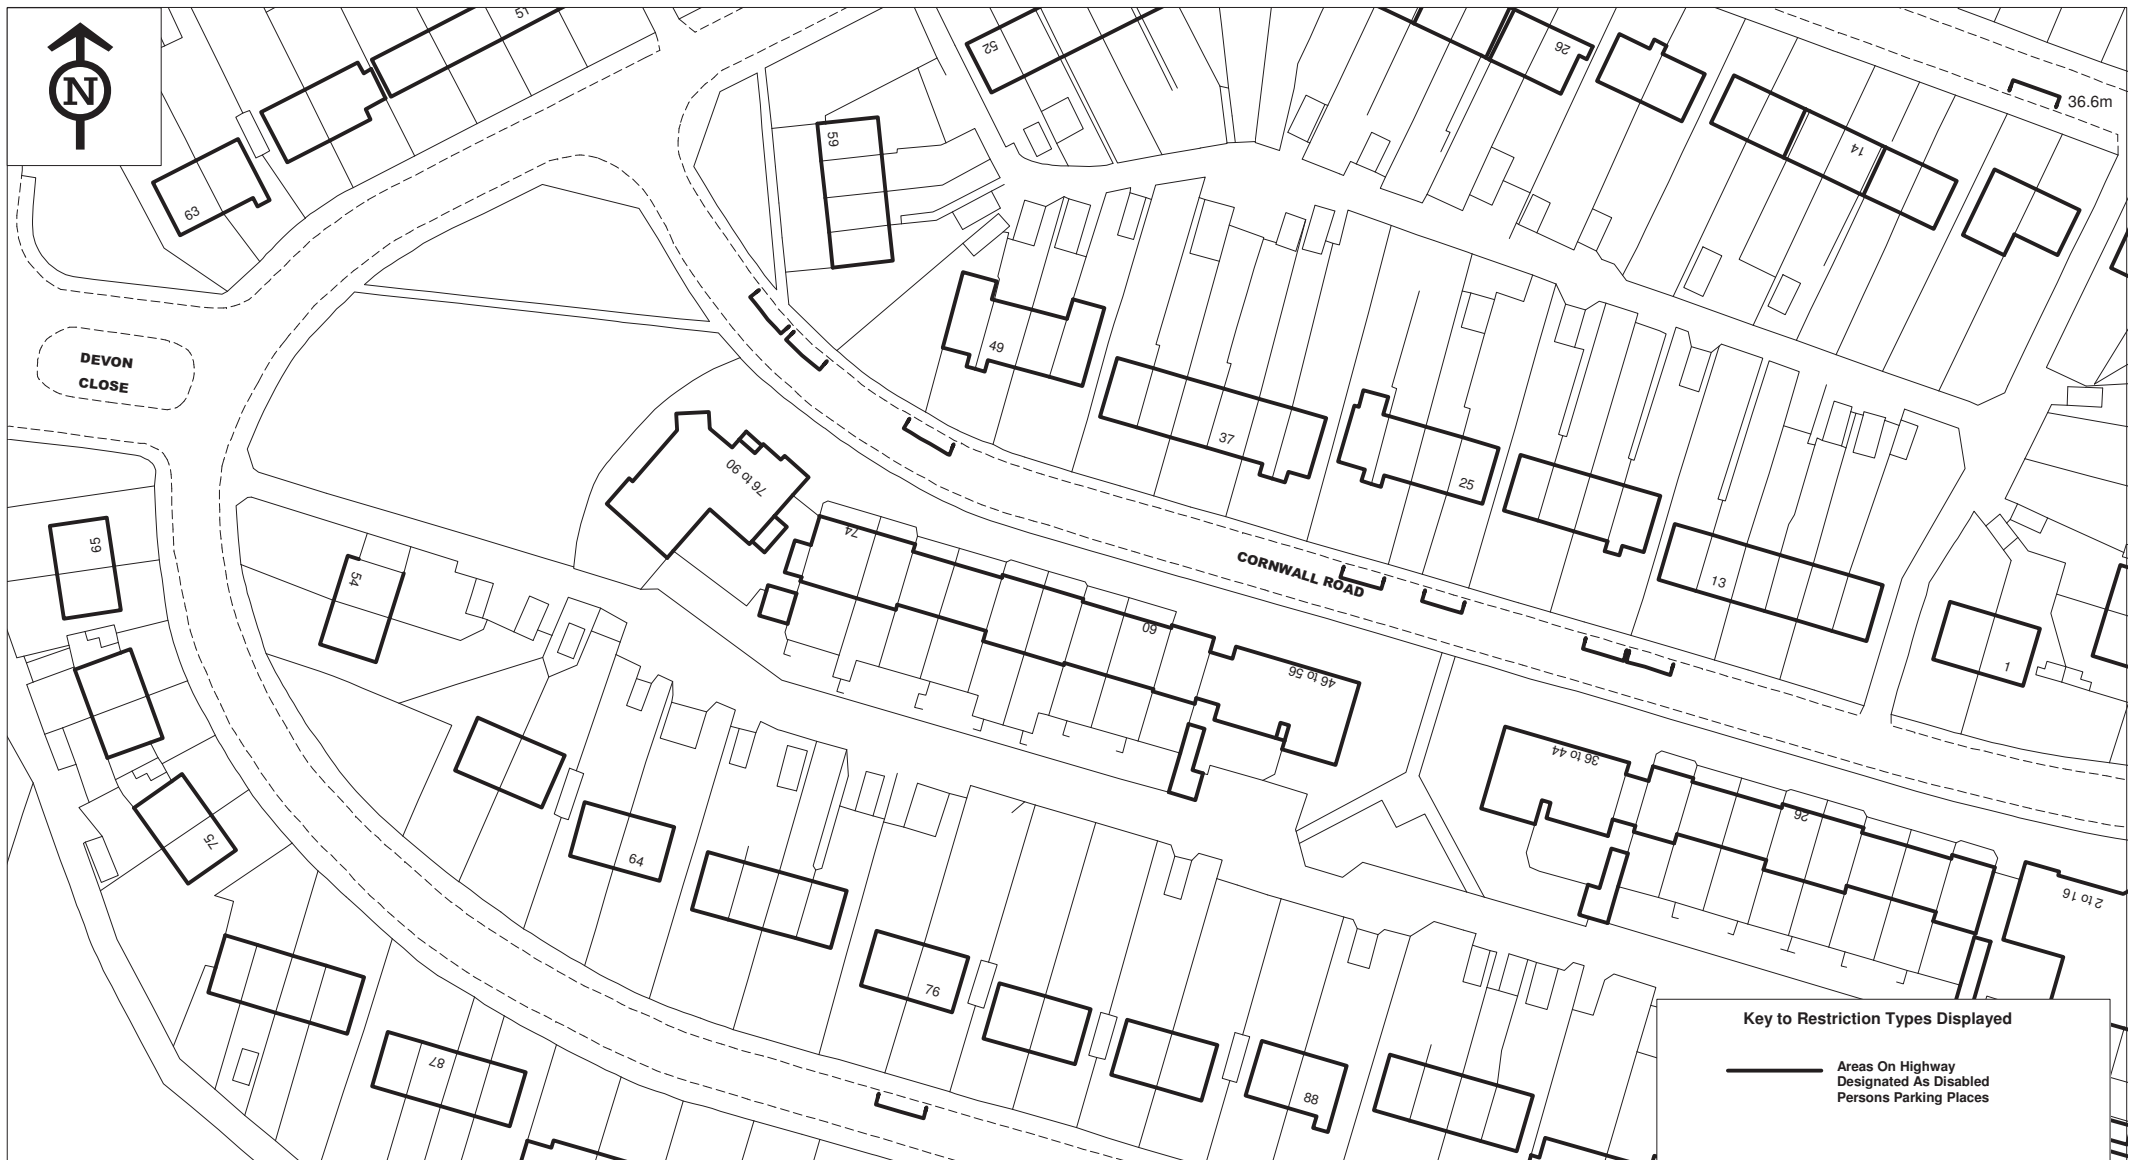 N
51
52
26
36.6m
59
14
63
DEVON
CLOSE
49
37
76 to 90
25
74
65
54
CORNWALL ROAD
13
60
1
46 to 56
36 to 44
26
64
75
2 to 16
76
87
88
Key to Restriction Types Displayed
Areas On Highway
Designated As Disabled
Persons Parking Places